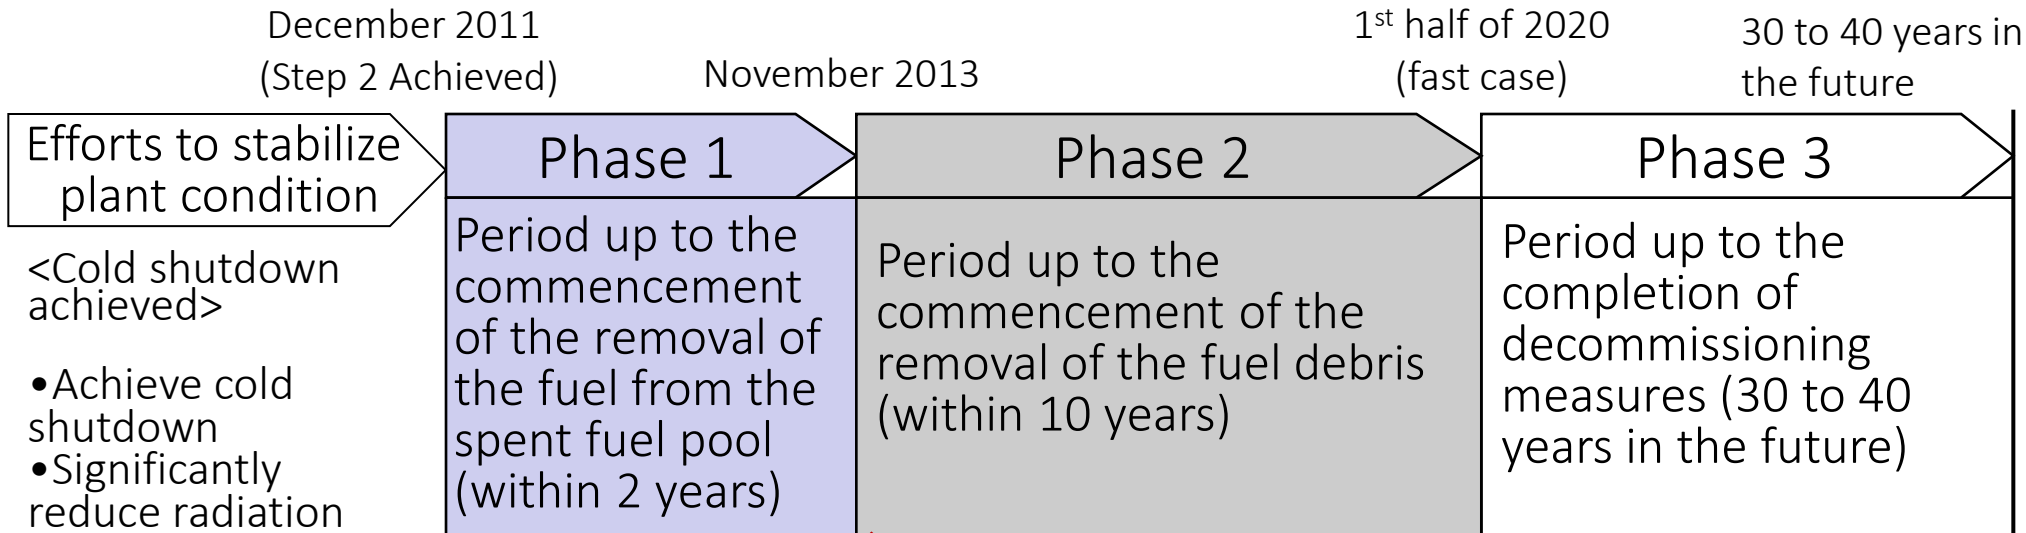 December 2011
(Step 2 Achieved)
November 2013
1st half of 2020
(fast case)
30 to 40 years in
the future
Efforts to stabilize
plant condition
Phase 1
Phase 2
Phase 3
<Cold shutdown
achieved>
•Achieve cold
shutdown
•Significantly
reduce radiation
Period up to the
commencement
of the removal of
the fuel from the
spent fuel pool
(within 2 years)
Period up to the
commencement of the
removal of the fuel debris
(within 10 years)
Period up to the
completion of
decommissioning
measures (30 to 40
years in the future)